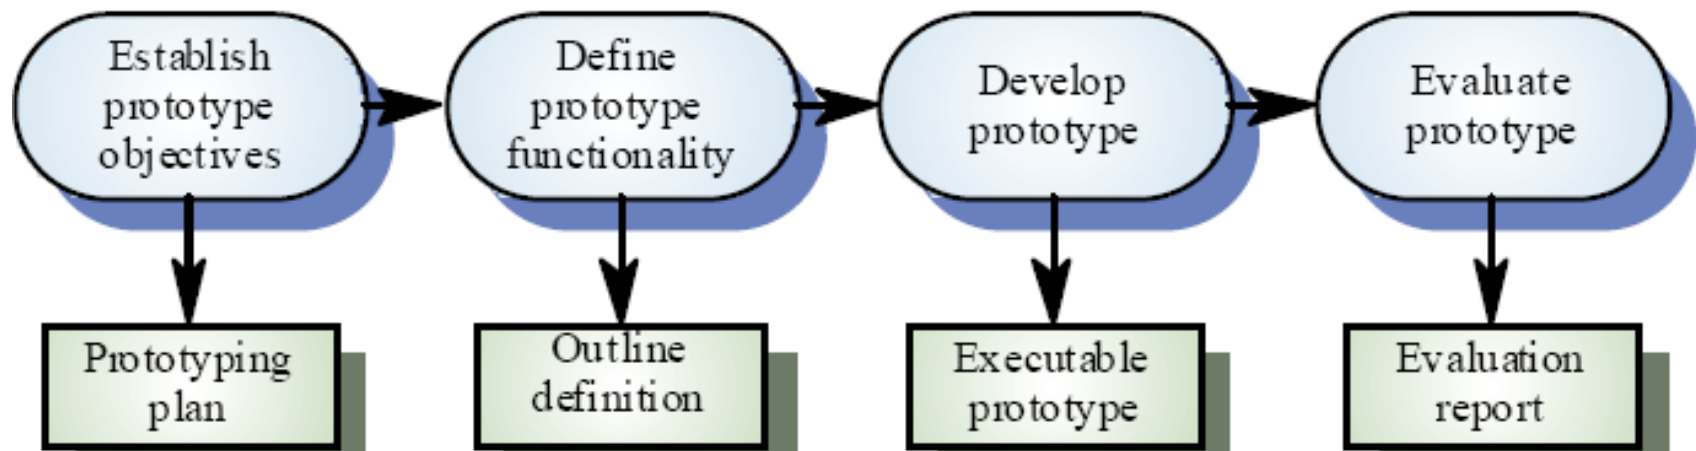 Establish
prototype
objectives
Define
prototype
functionality
Develop
prototype
Evaluate
prototype
Prototyping
plan
Outline
definition
Executable
prototype
Evaluation
report